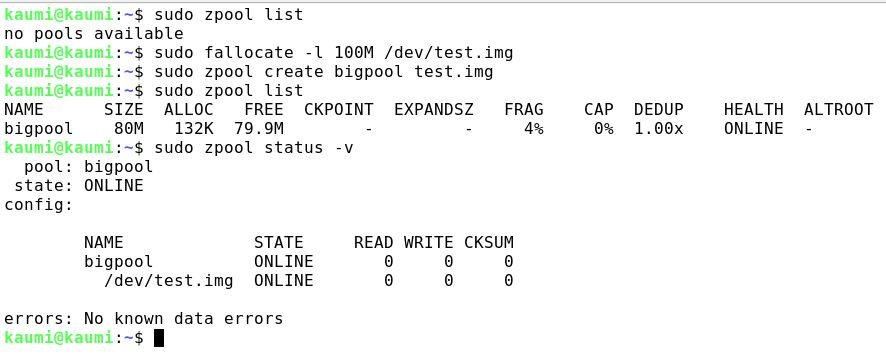 kaumi@kaumi:~$ sudo zpool list
no pools available
kaumi@kaumi:~$ sudo fallocate -l 100M /dev/test.img
kaumi@kaumi:~$ sudo zpool create bigpool test.img
kaumi@kaumi:~$ sudo zpool list
NAME      SIZE  ALLOC   FREE  CKPOINT  EXPANDSZ   FRAG    CAP  DEDUP    HEALTH  ALTROOT
bigpool    80M   132K  79.9M        -         -     4%     0%  1.00x    ONLINE  -
kaumi@kaumi:~$ sudo zpool status -v
  pool: bigpool
 state: ONLINE
config:

        NAME             STATE     READ WRITE CKSUM
        bigpool          ONLINE       0     0     0
          /dev/test.img  ONLINE       0     0     0

errors: No known data errors
kaumi@kaumi:~$